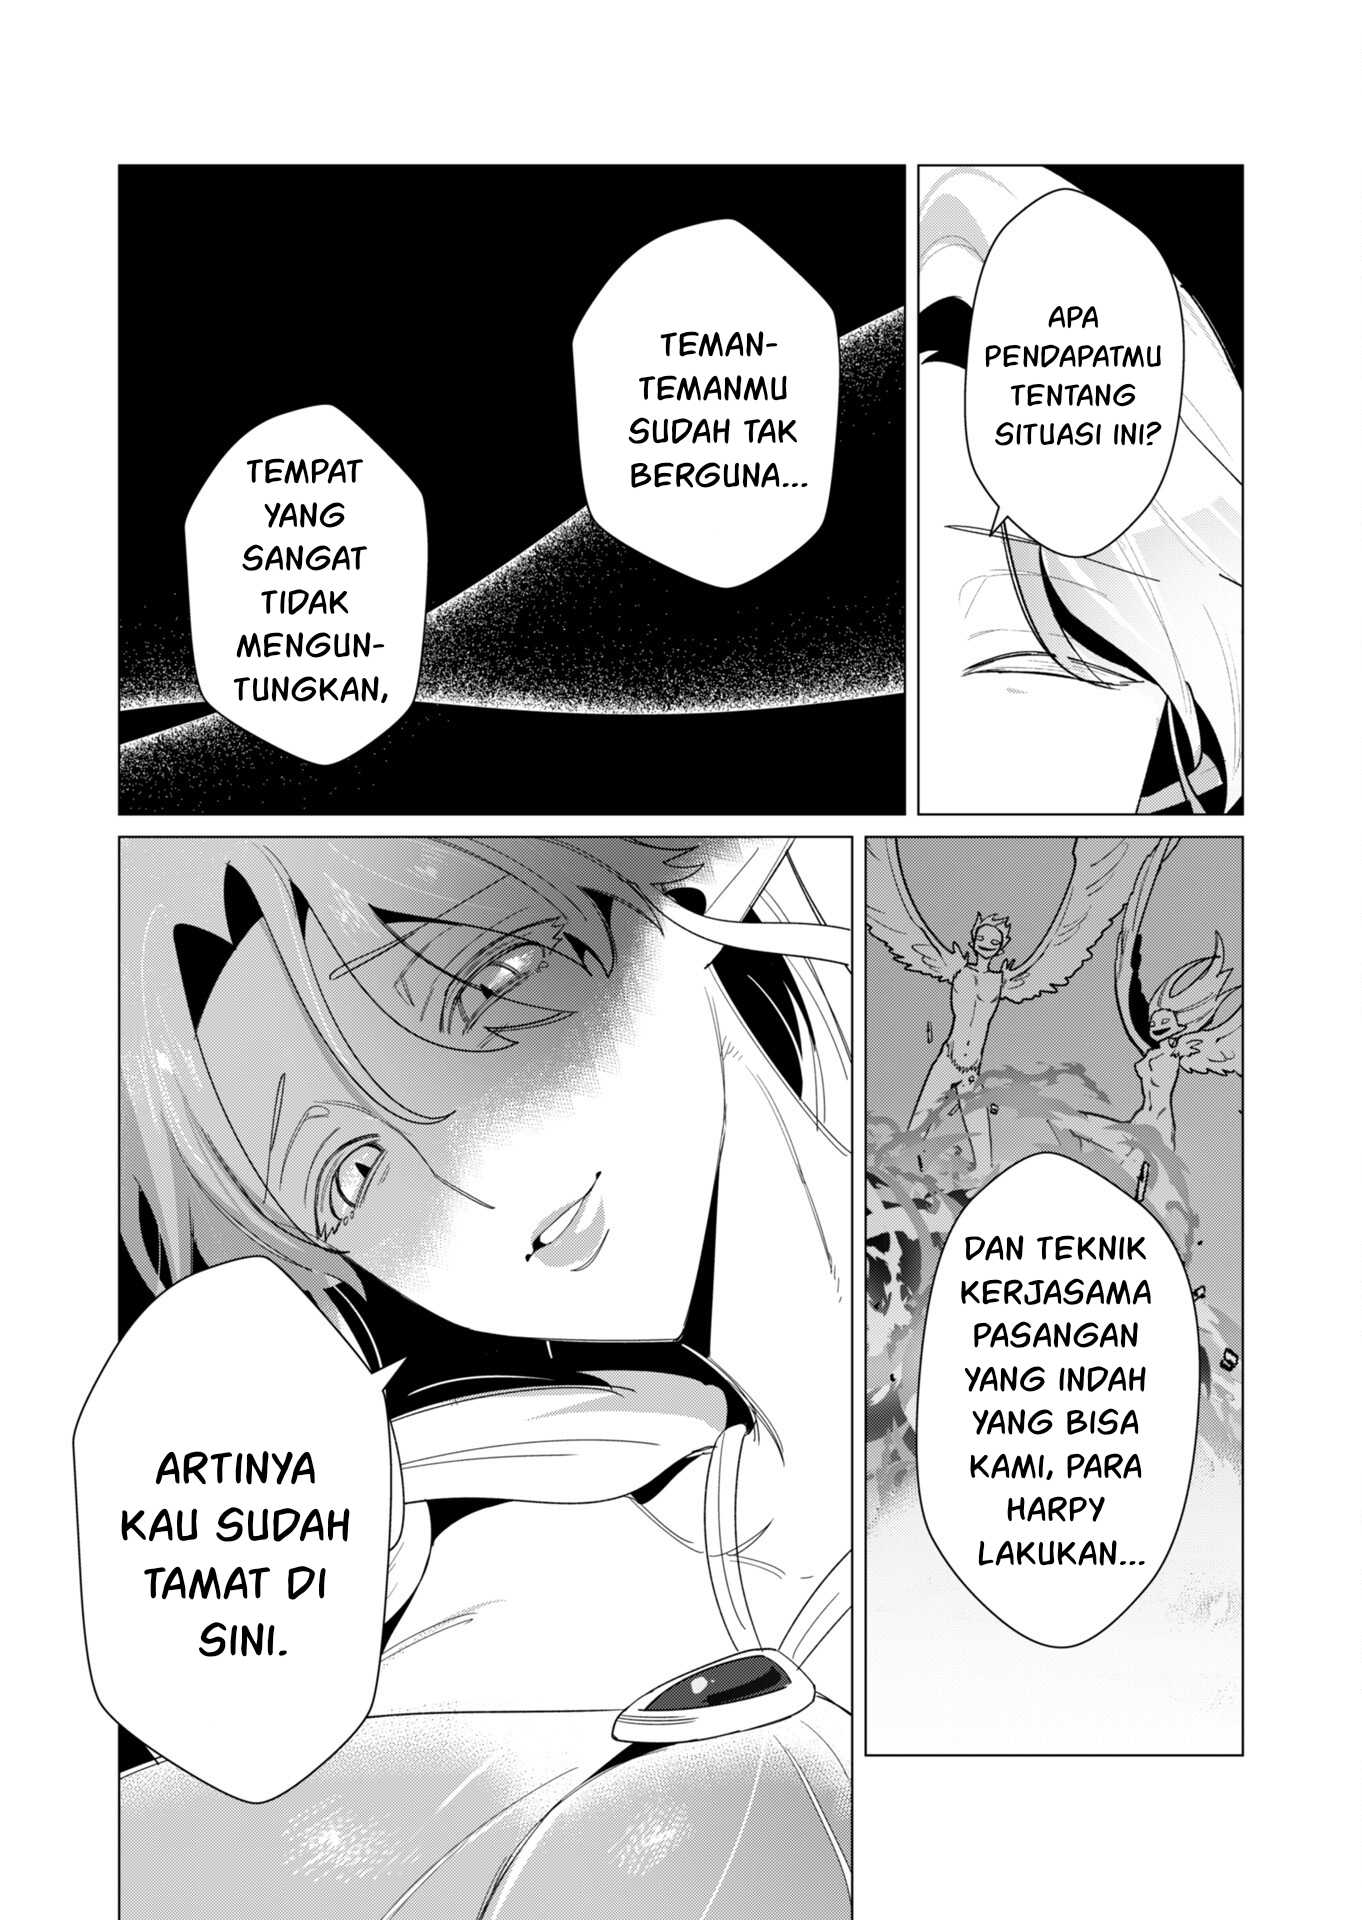 APA
PENDAPATMU
TENTANG
SITUASI INI?
TEMAN-
TEMANMU
SUDAH TAK
BERGUNA...
TEMPAT
YANG
SANGAT
TIDAK
MENGUN-
TUNGKAN,
DAN TEKNIK
KERJASAMA
PASANGAN
YANG INDAH
YANG BISA
KAMI, PARA
HARPY
LAKUKAN...
ARTINYA
KAU SUDAH
TAMAT DI
SINI.